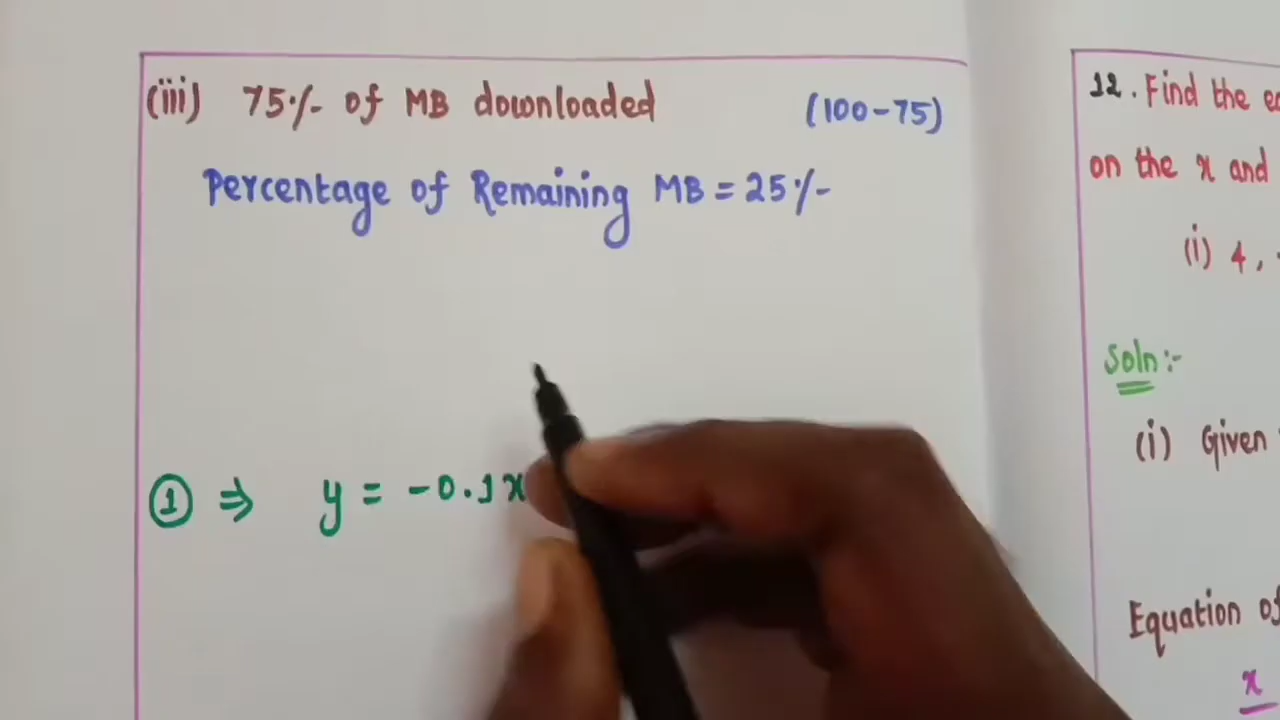 (iii) 75% of MB downloaded (100-75)
Percentage of Remaining MB = 25%
① ⇒ y = -0.1x
12. Find the
on the x and
(i) 4,
Soln:-
(i) Given
Equation of
x